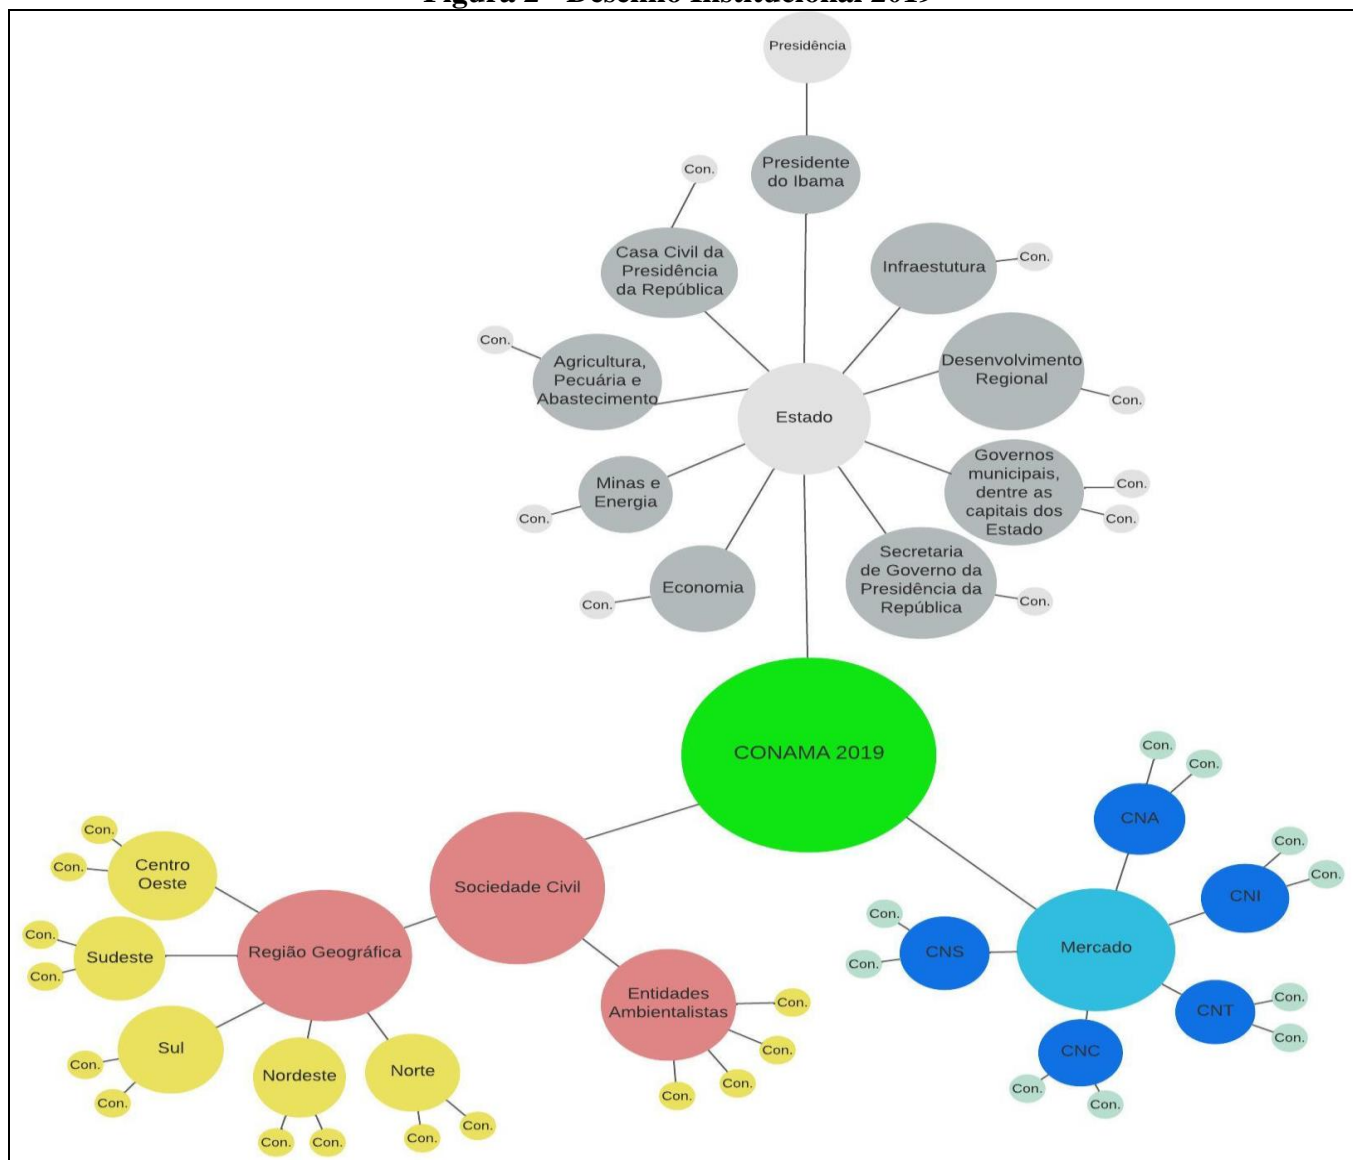 Figura 2 - Desenho Institucional 2019
Presidência
Presidente
do Ibama
Con.
Casa Civil da
Presidência
da República
Infraestutura
Con.
Con.
Agricultura,
Pecuária e
Abastecimento
Desenvolvimento
Regional
Con.
Estado
Minas e
Energia
Con.
Governos
municipais,
dentre as
capitais dos
Estado
Con.
Con.
Economia
Con.
Secretaria
de Governo da
Presidência da
República
Con.
CONAMA 2019
Sociedade Civil
Região Geográfica
Centro
Oeste
Con.
Con.
Sudeste
Con.
Con.
Sul
Con.
Con.
Nordeste
Con.
Con.
Norte
Con.
Con.
Entidades
Ambientalistas
Con.
Con.
Con.
Con.
Mercado
CNA
Con.
Con.
CNI
Con.
Con.
CNT
Con.
Con.
CNC
Con.
Con.
CNS
Con.
Con.